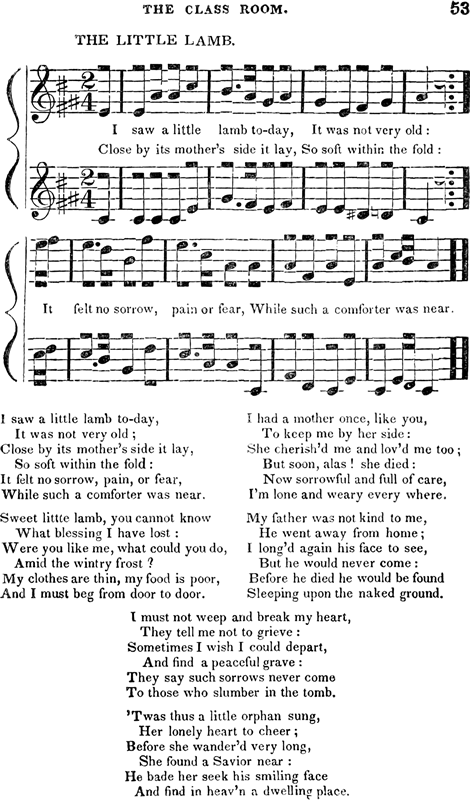 THE CLASS ROOM. 53
THE LITTLE LAMB.
2
4
I saw a little lamb to-day, It was not very old :
Close by its mother's side it lay, So soft within the fold :
2
4
It felt no sorrow, pain or fear, While such a comforter was near.
I saw a little lamb to-day,
It was not very old ;
Close by its mother's side it lay,
So soft within the fold :
It felt no sorrow, pain, or fear,
While such a comforter was near.
Sweet little lamb, you cannot know
What blessing I have lost :
Were you like me, what could you do,
Amid the wintry frost ?
My clothes are thin, my food is poor,
And I must beg from door to door.
I had a mother once, like you,
To keep me by her side :
She cherish'd me and lov'd me too ;
But soon, alas ! she died :
Now sorrowful and full of care,
I'm lone and weary every where.
My father was not kind to me,
He went away from home ;
I long'd again his face to see,
But he would never come :
Before he died he would be found
Sleeping upon the naked ground.
I must not weep and break my heart,
They tell me not to grieve :
Sometimes I wish I could depart,
And find a peaceful grave :
They say such sorrows never come
To those who slumber in the tomb.
'Twas thus a little orphan sung,
Her lonely heart to cheer ;
Before she wander'd very long,
She found a Savior near :
He bade her seek his smiling face
And find in heav'n a dwelling place.